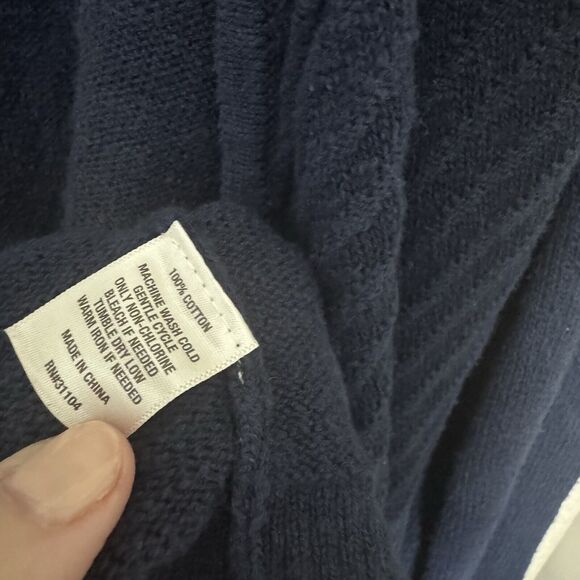 100% COTTON
MACHINE WASH COLD
GENTLE CYCLE
ONLY NON-CHLORINE
BLEACH IF NEEDED
TUMBLE DRY LOW
WARM IRON IF NEEDED
MADE IN CHINA
RN#31104